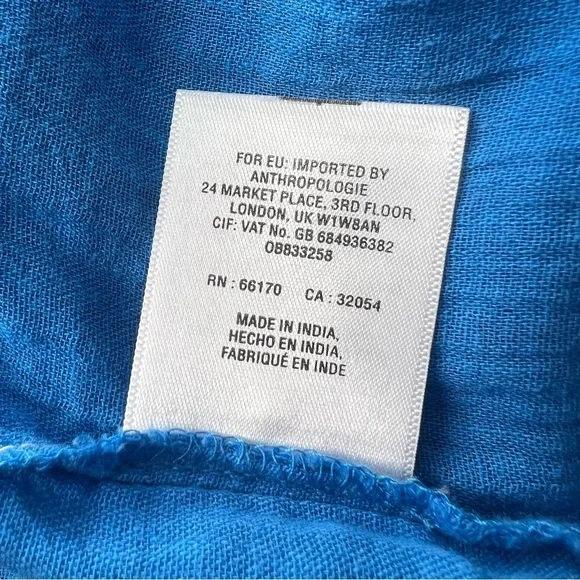 FOR EU: IMPORTED BY
ANTHROPOLOGIE
24 MARKET PLACE, 3RD FLOOR,
LONDON, UK W1W8AN
CIF: VAT No. GB 684936382
OB833258
RN : 66170 CA : 32054
MADE IN INDIA,
HECHO EN INDIA,
FABRIQUÉ EN INDE